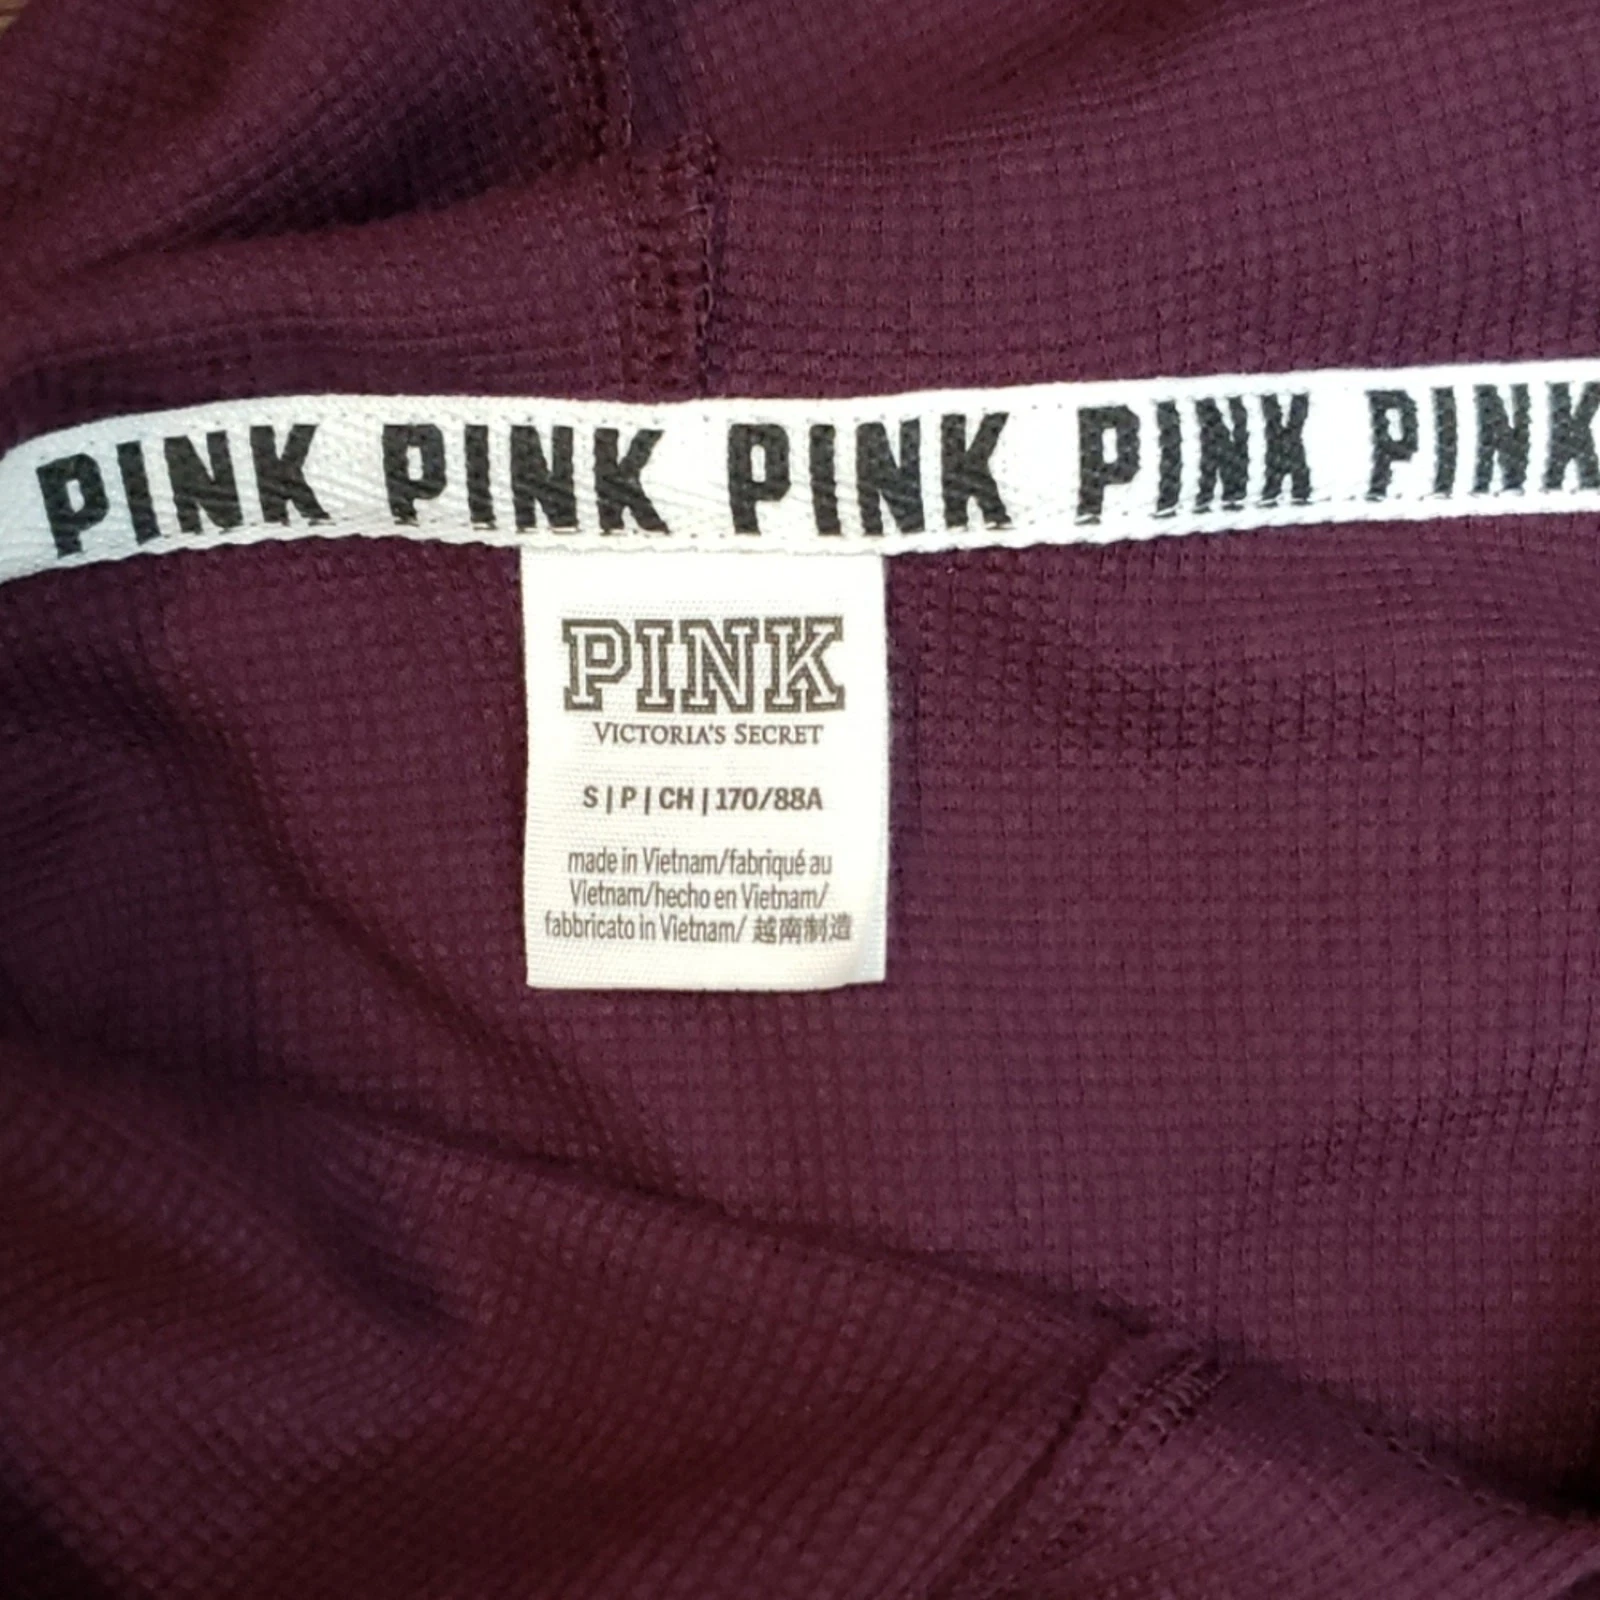 PINK PINK PINK PINK PINK
PINK
VICTORIA'S SECRET
S | P | CH | 170/88A
made in Vietnam/fabriqué au
Vietnam/hecho en Vietnam/
fabbricato in Vietnam/ 越南制造